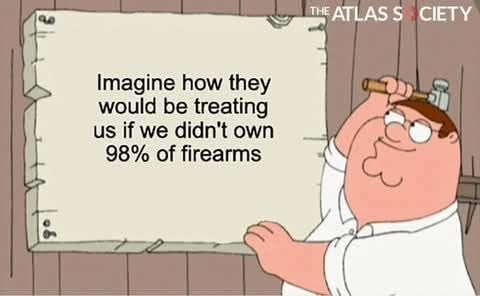 THE ATLAS SOCIETY
Imagine how they
would be treating
us if we didn't own
98% of firearms